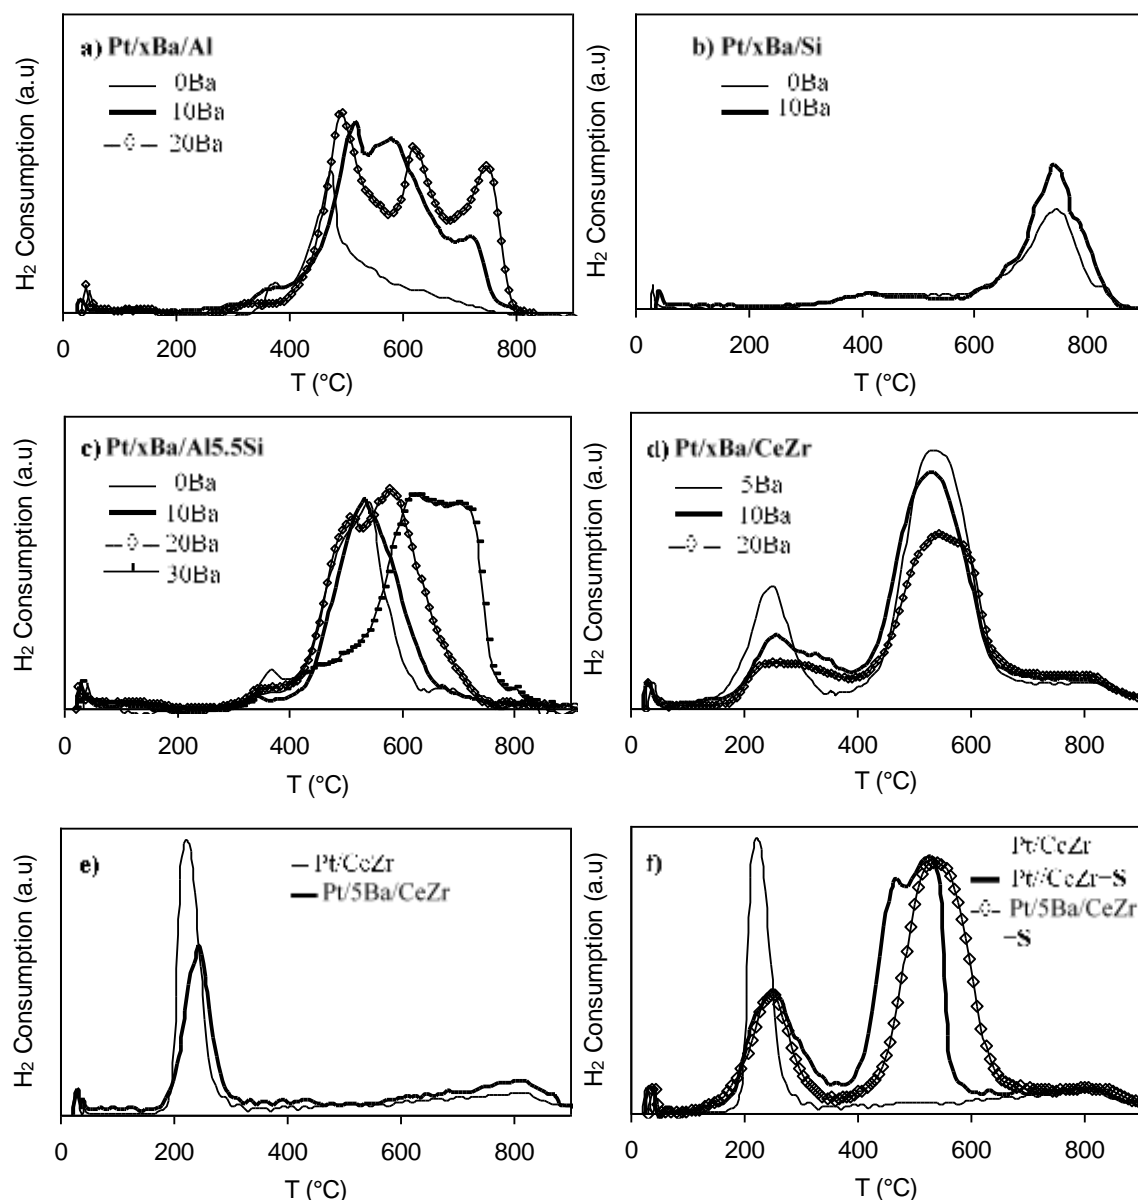 a) Pt/xBa/Al
0Ba
10Ba
20Ba
H2 Consumption (a.u)
0 200 400 600 800
T (°C)
b) Pt/xBa/Si
0Ba
10Ba
H2 Consumption (a.u)
0 200 400 600 800
T (°C)
c) Pt/xBa/Al5.5Si
0Ba
10Ba
20Ba
30Ba
H2 Consumption (a.u)
0 200 400 600 800
T (°C)
d) Pt/xBa/CeZr
5Ba
10Ba
20Ba
H2 Consumption (a.u)
0 200 400 600 800
T (°C)
e)
Pt/CeZr
Pt/5Ba/CeZr
H2 Consumption (a.u)
0 200 400 600 800
T (°C)
f)
Pt/CeZr
Pt/CeZr-S
Pt/5Ba/CeZr
-S
H2 Consumption (a.u)
0 200 400 600 800
T (°C)